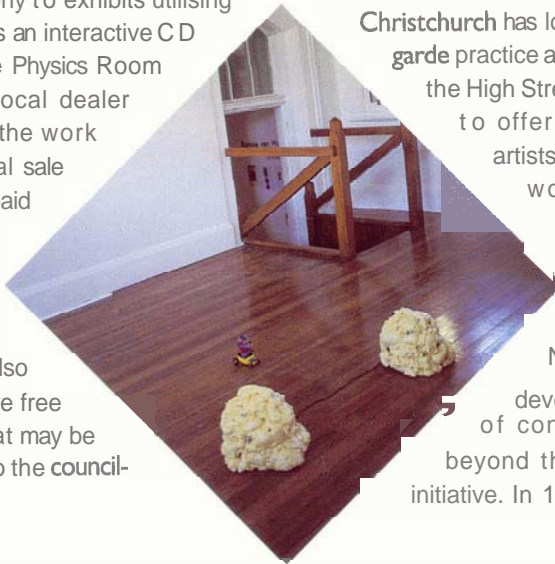 to exhibits utilising
s an interactive CD
Physics Room
ocal dealer
the work
al sale
aid
lso
e free
at may be
the council-
Christchurch has
garde practice a
the High Stre
to offer
artists
wo
N
deve
of con
beyond th
initiative. In 1